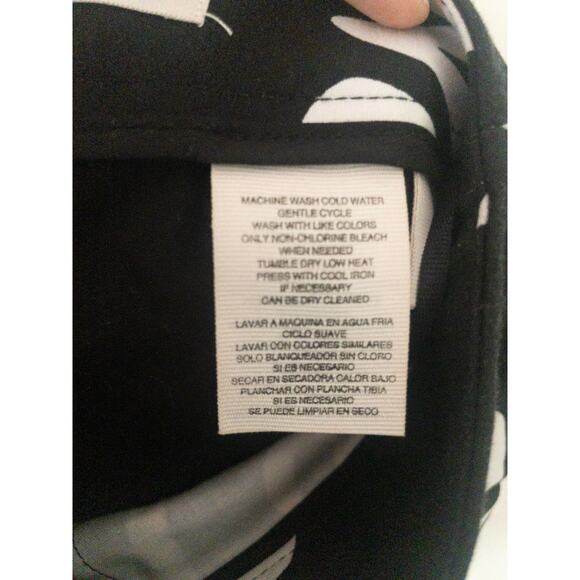 MACHINE WASH COLD WATER
GENTLE CYCLE
WASH WITH LIKE COLORS
ONLY NON-CHLORINE BLEACH
WHEN NEEDED
TUMBLE DRY LOW HEAT
PRESS WITH COOL IRON
IF NECESSARY
CAN BE DRY CLEANED
LAVAR A MAQUINA EN AGUA FRIA
CICLO SUAVE
LAVAR CON COLORES SIMILARES
SOLO BLANQUEADOR SIN CLORO
SI ES NECESARIO
SECAR EN SECADORA CALOR BAJO
PLANCHAR CON PLANCHA TIBIA
SI ES NECESARIO
SE PUEDE LIMPIAR EN SECO